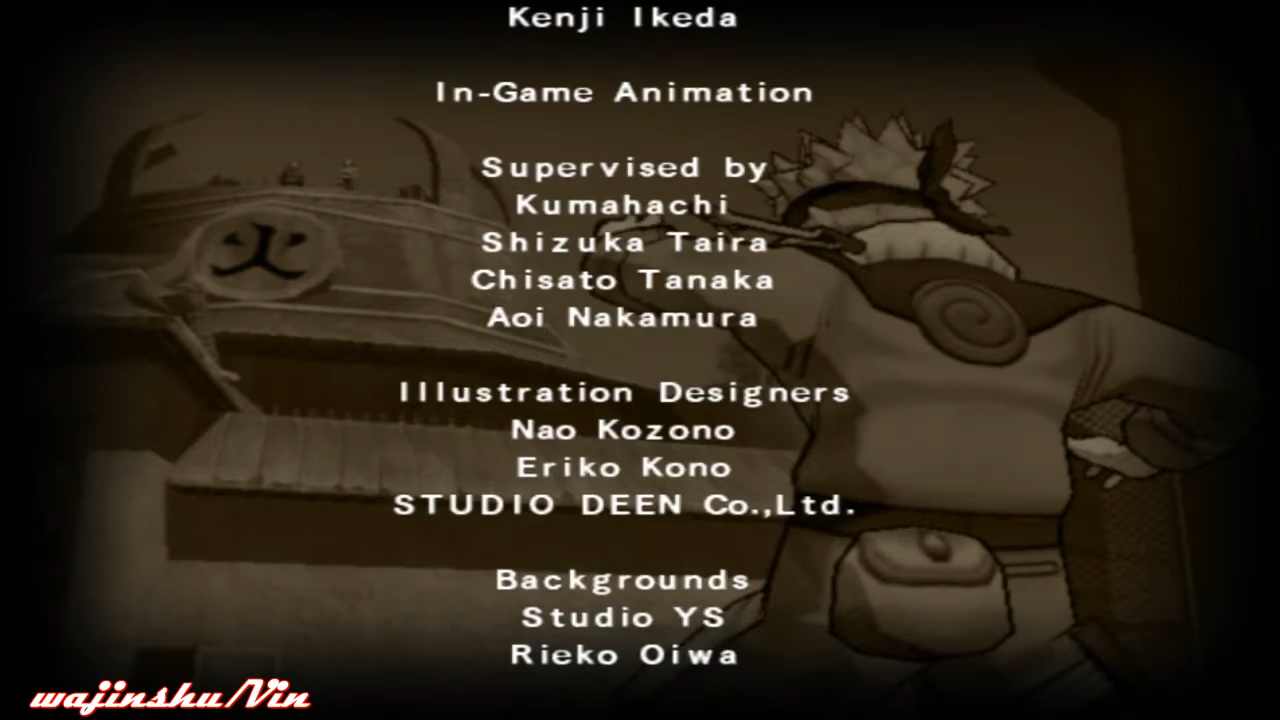 Kenji Ikeda
In-Game Animation
Supervised by
Kumahachi
Shizuka Taira
Chisato Tanaka
Aoi Nakamura
Illustration Designers
Nao Kozono
Eriko Kono
STUDIO DEEN Co.,Ltd.
Backgrounds
Studio YS
Rieko Oiwa
火
wajinshu/Vin